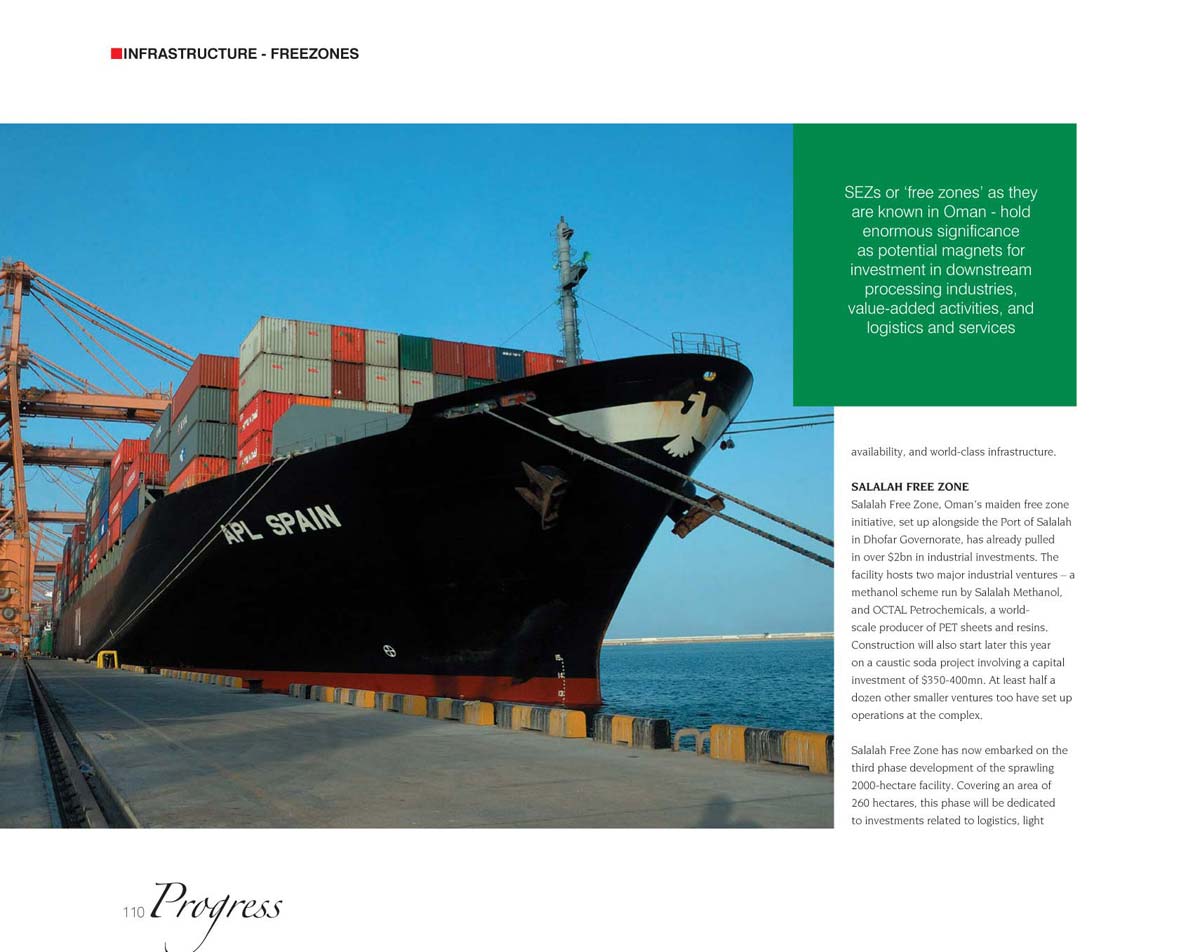 INFRASTRUCTURE - FREEZONES
SEZs or ‘free zones’ as they
are known in Oman - hold
enormous significance
as potential magnets for
investment in downstream
processing industries,
value-added activities, and
logistics and services
APL SPAIN
availability, and world-class infrastructure.
SALALAH FREE ZONE
Salalah Free Zone, Oman’s maiden free zone
initiative, set up alongside the Port of Salalah
in Dhofar Governorate, has already pulled
in over $2bn in industrial investments. The
facility hosts two major industrial ventures – a
methanol scheme run by Salalah Methanol,
and OCTAL Petrochemicals, a world-
scale producer of PET sheets and resins.
Construction will also start later this year
on a caustic soda project involving a capital
investment of $350-400mn. At least half a
dozen other smaller ventures too have set up
operations at the complex.
Salalah Free Zone has now embarked on the
third phase development of the sprawling
2000-hectare facility. Covering an area of
260 hectares, this phase will be dedicated
to investments related to logistics, light
110 Progress